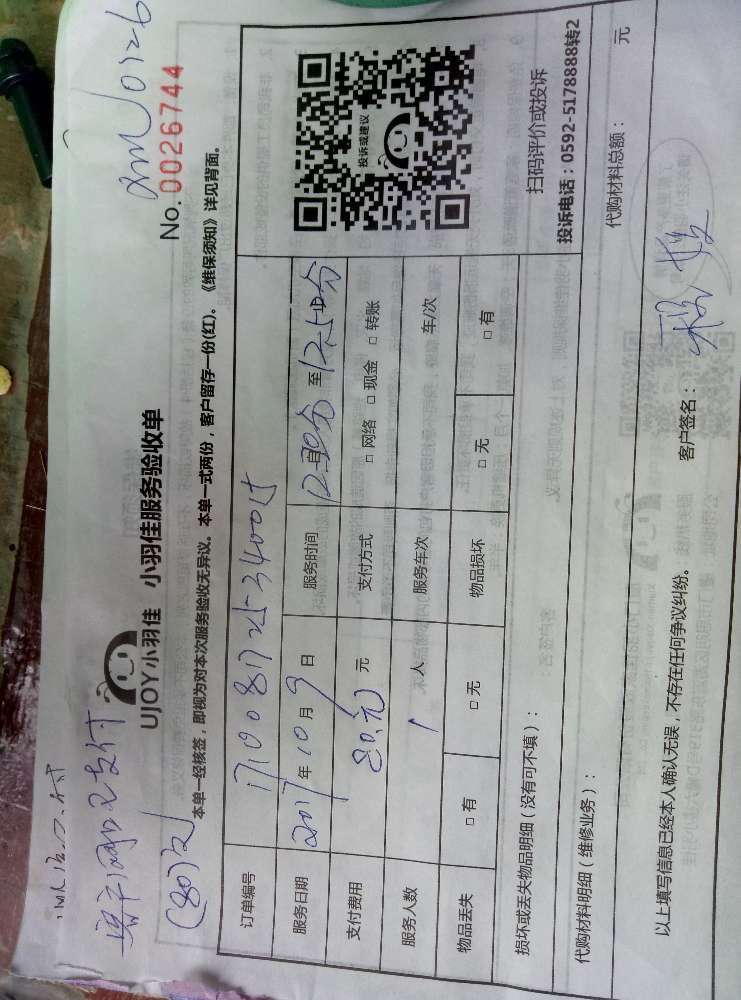 xmJ0126
(80元)
UJOY小羽佳 小羽佳服务验收单
No.0026744
本单一经核签，即视为对本次服务验收无异议。本单一式两份，客户留存一份(红)。《维保须知》详见背面。
订单编号
服务日期 2017年10月9日 服务时间 至
支付费用 80元 元 支付方式 □ 网络 □ 现金 □ 转账
服务人数 1 人 服务车次 车/次
物品丢失 □ 有 □ 无 物品损坏 □ 无 □ 有
投诉或建议
扫码评价或投诉
投诉电话：0592-5178888转2
损坏或丢失物品明细（没有可不填）：
代购材料明细（维修业务）： 代购材料总额： 元
以上填写信息已经本人确认无误，不存在任何争议纠纷。 客户签名：